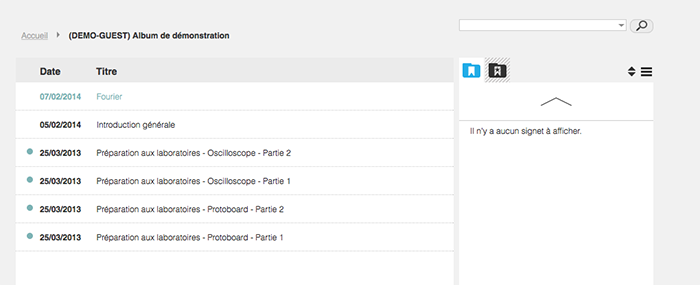 Accueil (DEMO-GUEST) Album de démonstration
Date Titre
07/02/2014 Fourier
05/02/2014 Introduction générale
25/03/2013 Préparation aux laboratoires - Oscilloscope - Partie 2
25/03/2013 Préparation aux laboratoires - Oscilloscope - Partie 1
25/03/2013 Préparation aux laboratoires - Protoboard - Partie 2
25/03/2013 Préparation aux laboratoires - Protoboard - Partie 1
Il n'y a aucun signet à afficher.